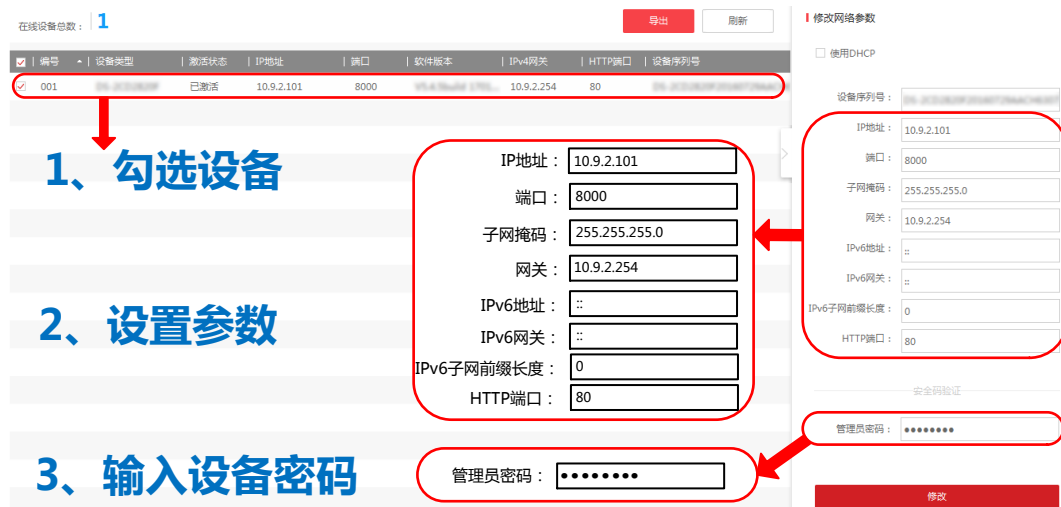 在线设备总数： 1
导出
刷新
编号 设备类型 激活状态 IP地址 端口 软件版本 IPv4网关 HTTP端口 设备序列号
001 已激活 10.9.2.101 8000 10.9.2.254 80
1、勾选设备
2、设置参数
3、输入设备密码
IP地址： 10.9.2.101
端口： 8000
子网掩码： 255.255.255.0
网关： 10.9.2.254
IPv6地址： ::
IPv6网关： ::
IPv6子网前缀长度： 0
HTTP端口： 80
管理员密码： ●●●●●●●●
修改网络参数
使用DHCP
设备序列号：
IP地址： 10.9.2.101
端口： 8000
子网掩码： 255.255.255.0
网关： 10.9.2.254
IPv6地址： ::
IPv6网关： ::
IPv6子网前缀长度： 0
HTTP端口： 80
安全码验证
管理员密码： ●●●●●●●●
修改